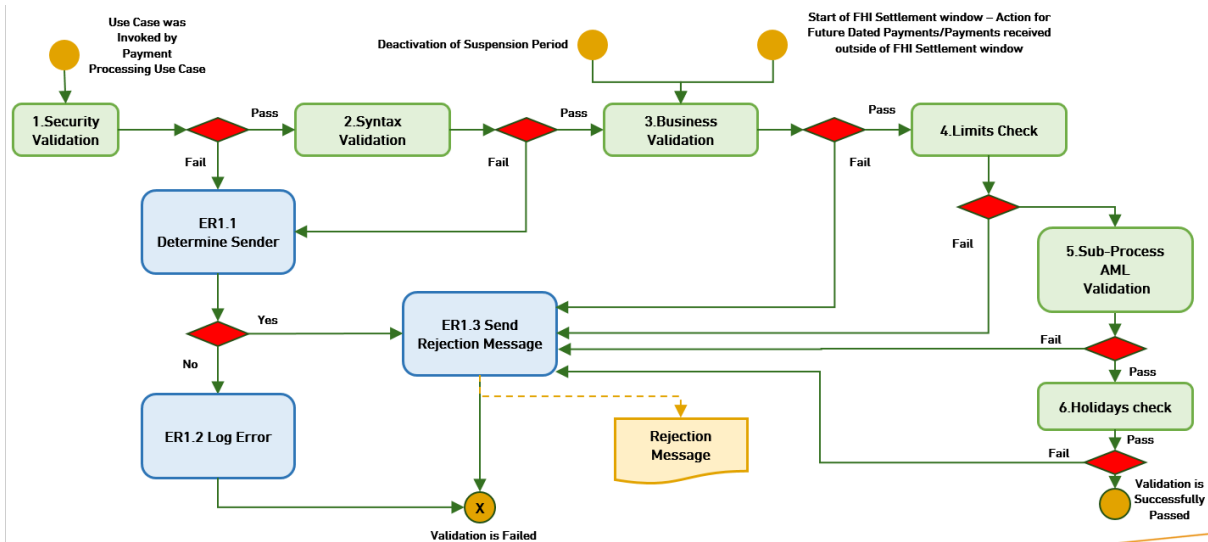 Use Case was
Invoked by
Payment
Processing Use Case
Deactivation of Suspension Period
Start of FHI Settlement window – Action for
Future Dated Payments/Payments received
outside of FHI Settlement window
1.Security
Validation
Pass
Fail
2.Syntax
Validation
Pass
Fail
3.Business
Validation
Pass
Fail
4.Limits Check
Fail
ER1.1
Determine Sender
5.Sub-Process
AML
Validation
Yes
No
ER1.3 Send
Rejection Message
Fail
Pass
6.Holidays check
Pass
Fail
ER1.2 Log Error
Rejection
Message
X
Validation is Failed
Validation is
Successfully
Passed